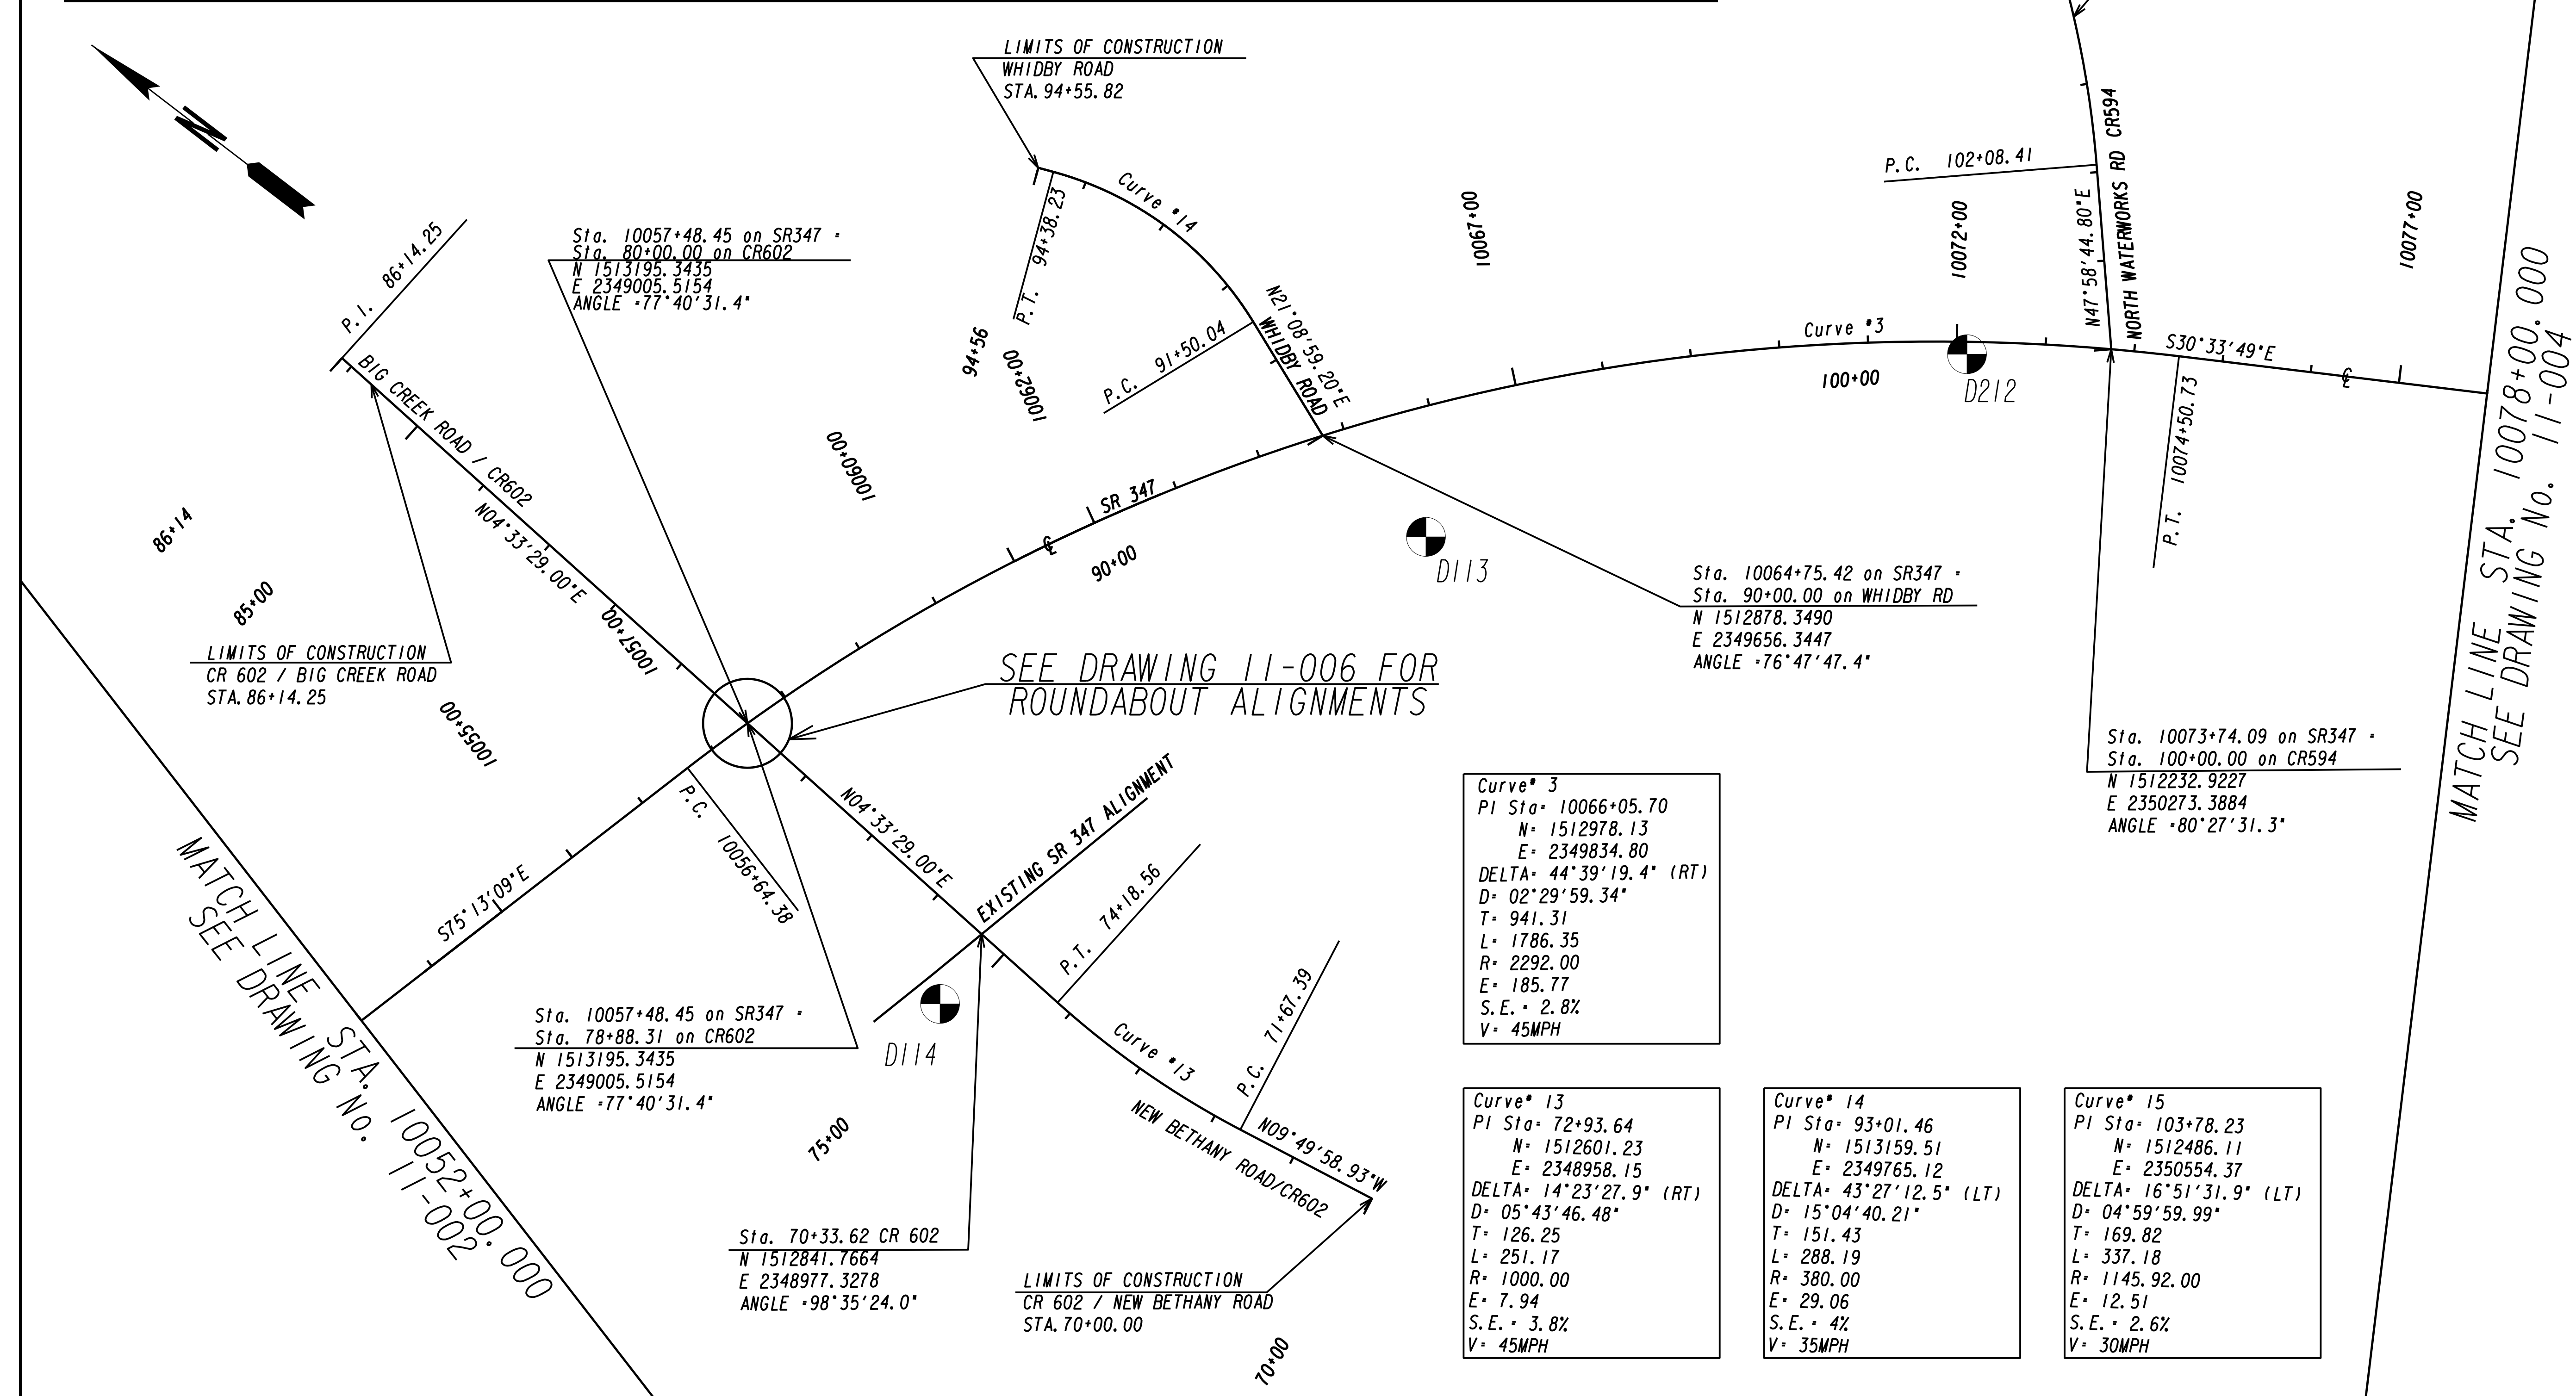 N
LIMITS OF CONSTRUCTION
WHIDBY ROAD
STA. 94+55.82
P.I. 86+14.25
Sta. 10057+48.45 on SR347 =
Sta. 80+00.00 on CR602
N 1513195.3435
E 2349005.5154
ANGLE =77°40'31.4"
P.T. 94+38.23
Curve #14
P.C. 91+50.04
N21°08'59.20"E
WHIDBY ROAD
94+56
10062+00
10060+00
10067+00
10072+00
10077+00
P.C. 102+08.41
N47°58'44.80"E
NORTH WATERWORKS RD CR594
Curve #3
100+00
D212
S30°33'49"E
℄
P.T. 10074+50.73
MATCH LINE STA. 10078+00.000
SEE DRAWING No. 11-004
BIG CREEK ROAD / CR602
N04°33'29.00"E
86+14
85+00
10057+00
10055+00
LIMITS OF CONSTRUCTION
CR 602 / BIG CREEK ROAD
STA. 86+14.25
SR 347
℄
90+00
D113
Sta. 10064+75.42 on SR347 =
Sta. 90+00.00 on WHIDBY RD
N 1512878.3490
E 2349656.3447
ANGLE =76°47'47.4"
SEE DRAWING 11-006 FOR
ROUNDABOUT ALIGNMENTS
Sta. 10073+74.09 on SR347 =
Sta. 100+00.00 on CR594
N 1512232.9227
E 2350273.3884
ANGLE =80°27'31.3"
S75°13'09"E
P.C. 10056+64.38
N04°33'29.00"E
EXISTING SR 347 ALIGNMENT
P.T. 74+18.56
P.C. 71+67.39
MATCH LINE STA. 10052+00.000
SEE DRAWING No. 11-002
Sta. 10057+48.45 on SR347 =
Sta. 78+88.31 on CR602
N 1513195.3435
E 2349005.5154
ANGLE =77°40'31.4"
D114
75+00
Curve #13
NEW BETHANY ROAD/CR602
N09°49'58.93"W
Sta. 70+33.62 CR 602
N 1512841.7664
E 2348977.3278
ANGLE =98°35'24.0"
LIMITS OF CONSTRUCTION
CR 602 / NEW BETHANY ROAD
STA. 70+00.00
70+00
Curve# 3
PI Sta= 10066+05.70
N= 1512978.13
E= 2349834.80
DELTA= 44°39'19.4" (RT)
D= 02°29'59.34"
T= 941.31
L= 1786.35
R= 2292.00
E= 185.77
S.E.= 2.8%
V= 45MPH
Curve# 13
PI Sta= 72+93.64
N= 1512601.23
E= 2348958.15
DELTA= 14°23'27.9" (RT)
D= 05°43'46.48"
T= 126.25
L= 251.17
R= 1000.00
E= 7.94
S.E.= 3.8%
V= 45MPH
Curve# 14
PI Sta= 93+01.46
N= 1513159.51
E= 2349765.12
DELTA= 43°27'12.5" (LT)
D= 15°04'40.21"
T= 151.43
L= 288.19
R= 380.00
E= 29.06
S.E.= 4%
V= 35MPH
Curve# 15
PI Sta= 103+78.23
N= 1512486.11
E= 2350554.37
DELTA= 16°51'31.9" (LT)
D= 04°59'59.99"
T= 169.82
L= 337.18
R= 1145.92.00
E= 12.51
S.E.= 2.6%
V= 30MPH